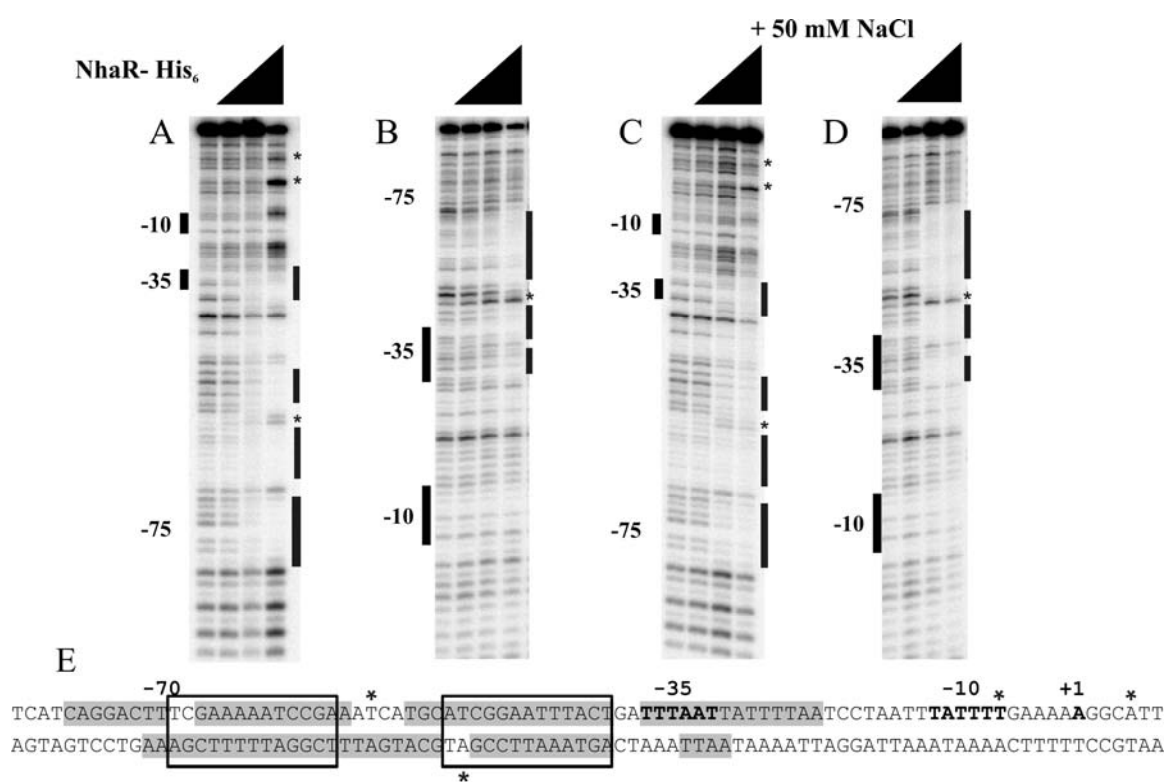 + 50 mM NaCl
NhaR- His₆
A
*
*
-10
-35
*
-75
B
-75
*
-35
-10
C
*
*
-10
-35
*
-75
D
-75
*
-35
-10
E
-70 * -35 -10 * +1 *
TCATCAGGACTTTCGAAAAATCCGAAATCATGCATCGGAATTTACTGATTTAATTATTTTAATCCTAATTTATTTTGAAAAAGGCATT
AGTAGTCCTGAAAGCTTTTTAGGCTTTAGTACGTAGCCTTAAATGACTAAATTAATAAAATTAGGATTAAATAAAACTTTTTCCGTAA
*